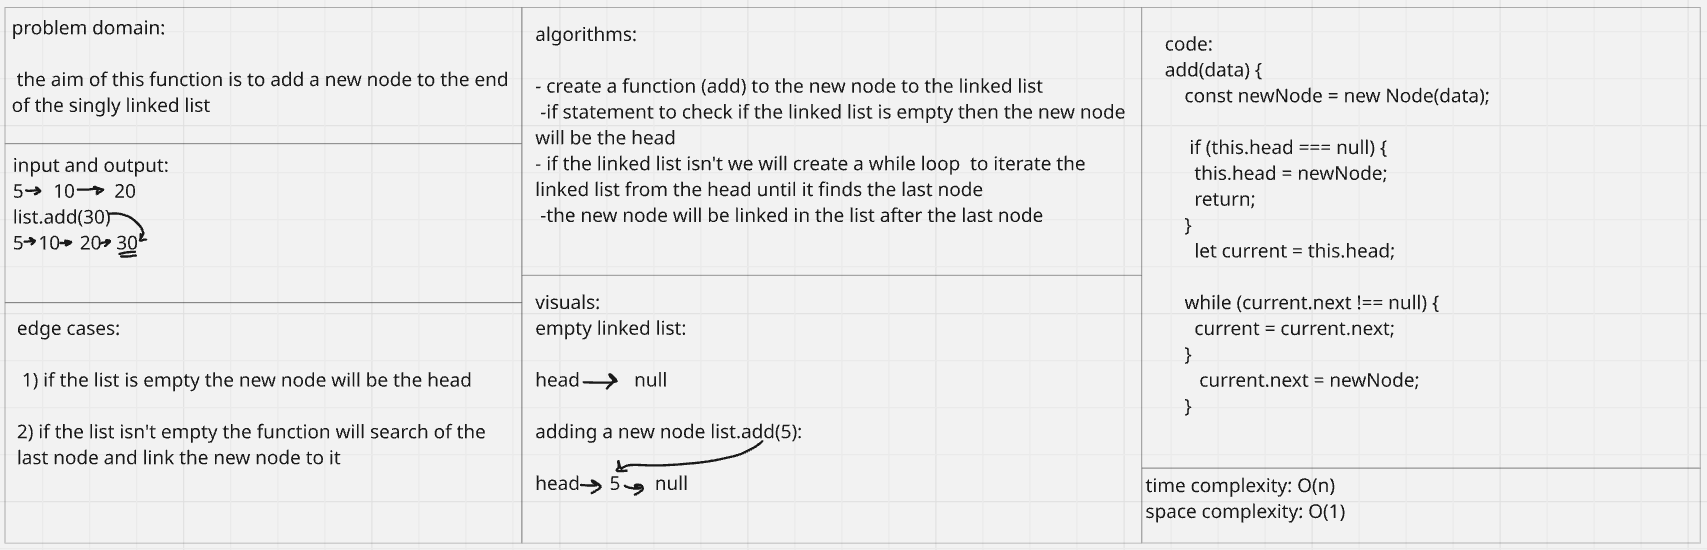 problem domain:
the aim of this function is to add a new node to the end
of the singly linked list
input and output:
5→ 10→ 20
list.add(30)
5→10→ 20→ 30
edge cases:
1) if the list is empty the new node will be the head
2) if the list isn't empty the function will search of the
last node and link the new node to it
algorithms:
- create a function (add) to the new node to the linked list
-if statement to check if the linked list is empty then the new node
will be the head
- if the linked list isn't we will create a while loop  to iterate the
linked list from the head until it finds the last node
-the new node will be linked in the list after the last node
visuals:
empty linked list:
head→ null
adding a new node list.add(5):
head→ 5→ null
code:
add(data) {
const newNode = new Node(data);
if (this.head === null) {
this.head = newNode;
return;
}
let current = this.head;
while (current.next !== null) {
current = current.next;
}
current.next = newNode;
}
time complexity: O(n)
space complexity: O(1)